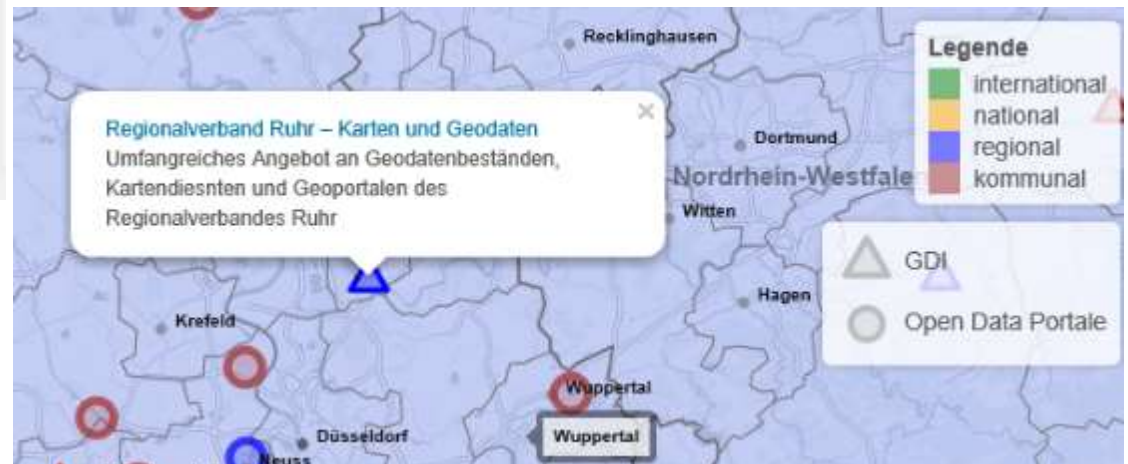 Recklinghausen
Legende
international
national
regional
kommunal
×
Regionalverband Ruhr – Karten und Geodaten
Umfangreiches Angebot an Geodatenbeständen,
Kartendiesnten und Geoportalen des
Regionalverbandes Ruhr
Dortmund
Nordrhein-Westfale
Witten
GDI
Hagen
Open Data Portale
Krefeld
Wuppertal
Düsseldorf
Wuppertal
Neuss